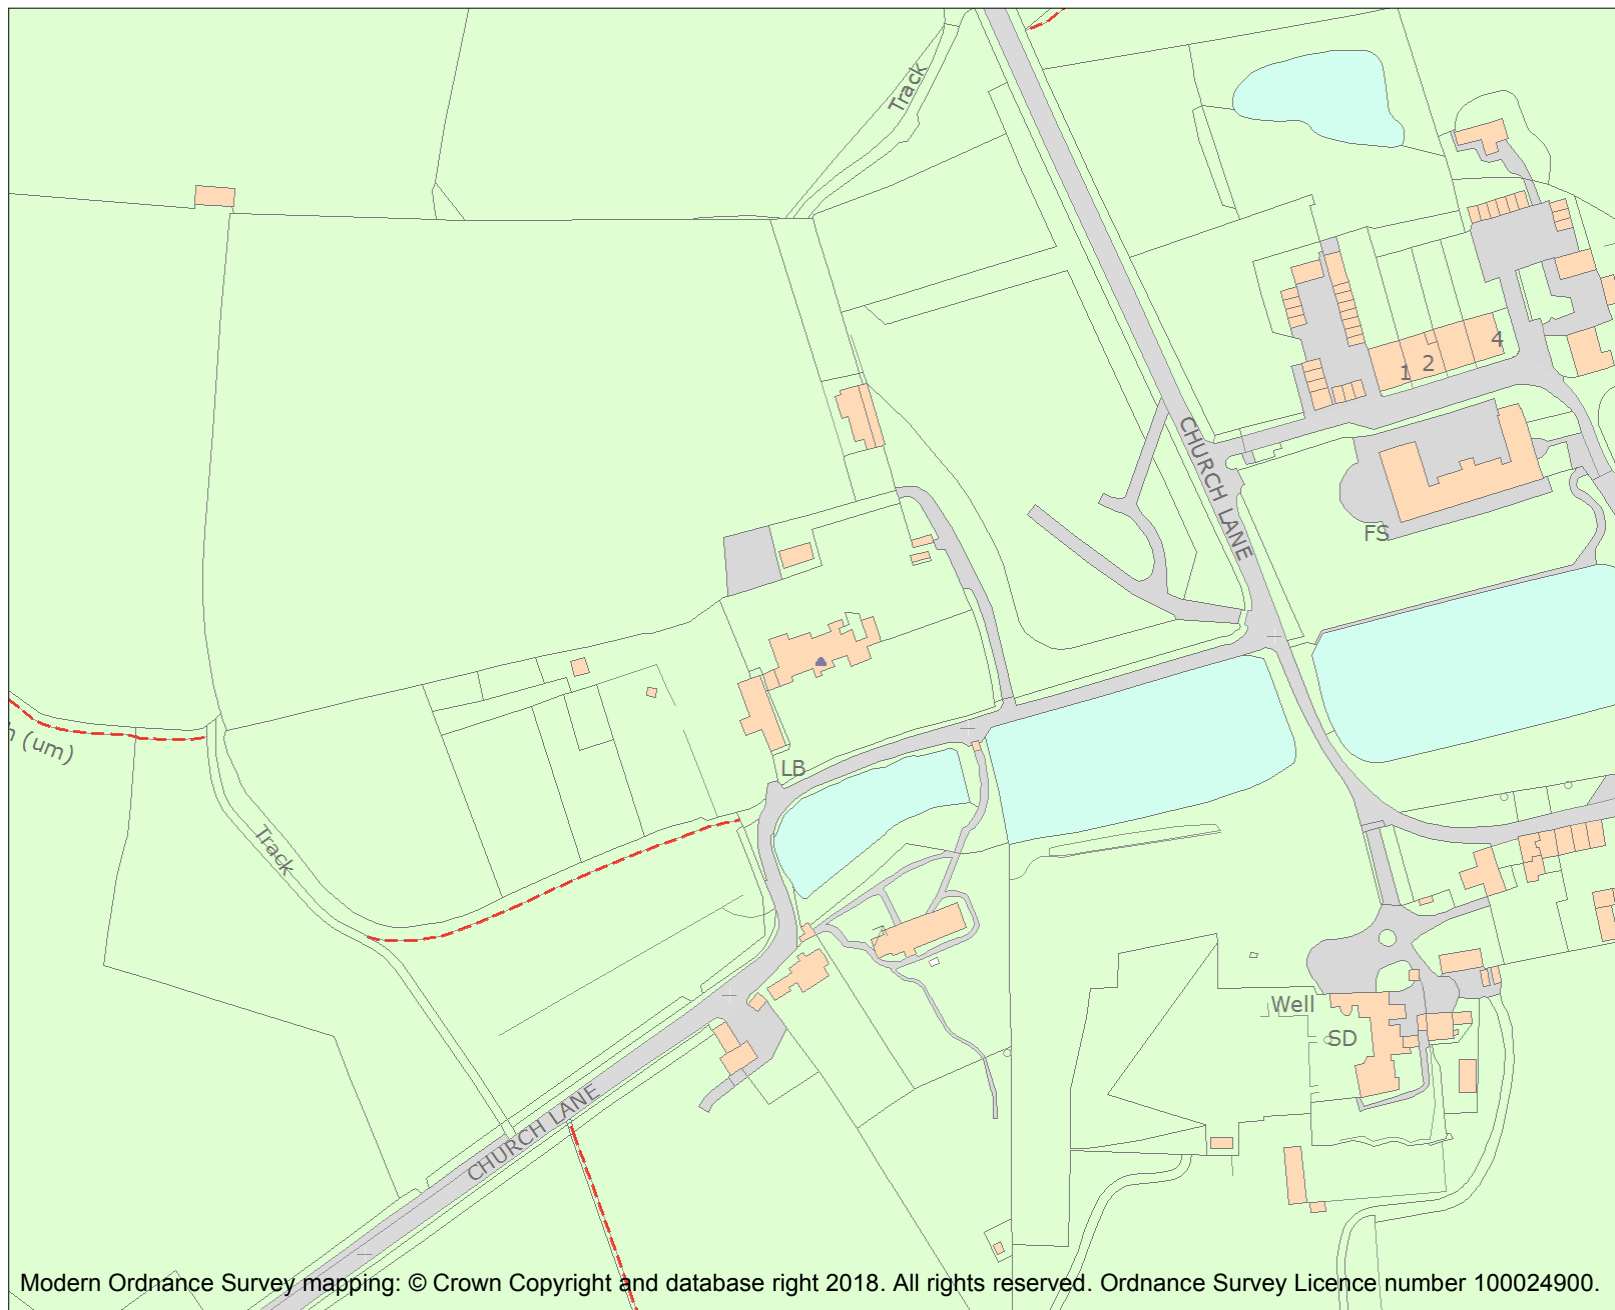 Track
CHURCH LANE
1
2
4
FS
(um)
LB
Track
Well
SD
CHURCH LANE
Modern Ordnance Survey mapping: © Crown Copyright and database right 2018. All rights reserved. Ordnance Survey Licence number 100024900.